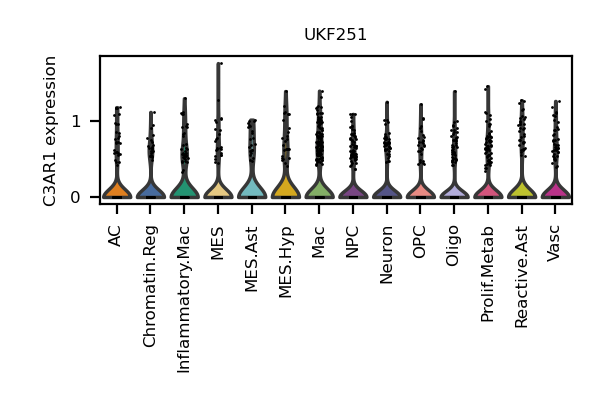 UKF251
C3AR1 expression
1
0
AC
Chromatin.Reg
Inflammatory.Mac
MES
MES.Ast
MES.Hyp
Mac
NPC
Neuron
OPC
Oligo
Prolif.Metab
Reactive.Ast
Vasc